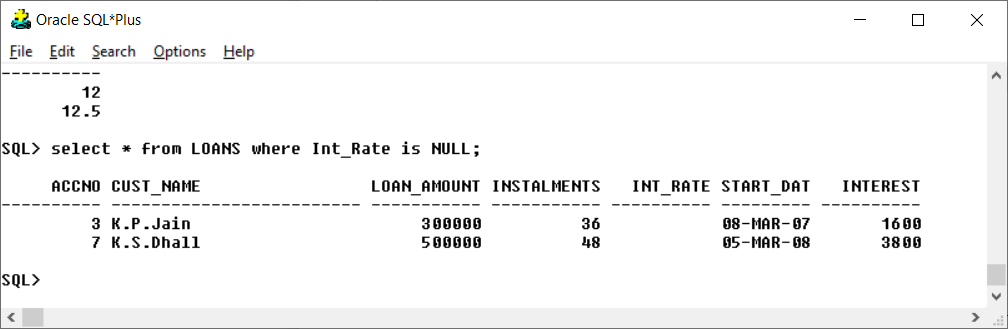 Oracle SQL*Plus
File Edit Search Options Help
----------
        12
      12.5
SQL> select * from LOANS where Int_Rate is NULL;
     ACCNO CUST_NAME                 LOAN_AMOUNT INSTALMENTS   INT_RATE START_DAT   INTEREST
---------- ------------------------- ----------- ----------- ---------- --------- ----------
         3 K.P.Jain                       300000          36            08-MAR-07       1600
         7 K.S.Dhall                      500000          48            05-MAR-08       3800
SQL>